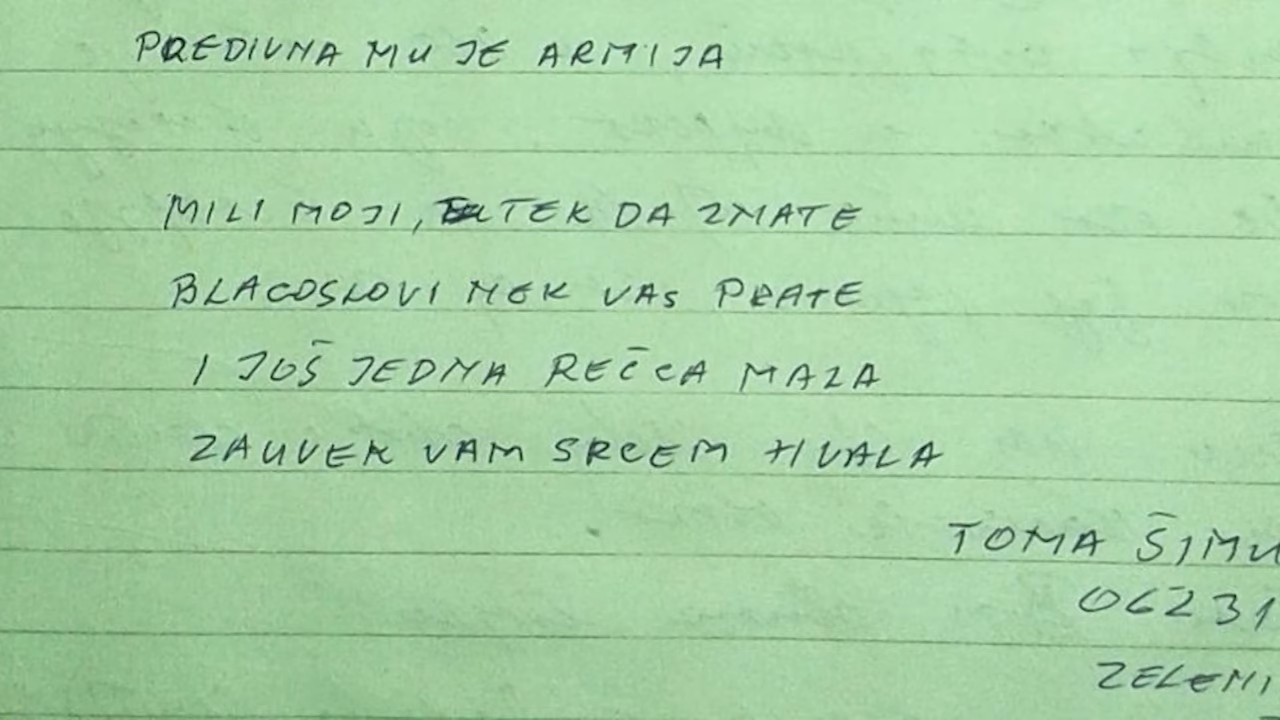 PREDIVNA MU JE ARMIJA
MILI MOJI, TEK DA ZNATE
BLAGOSLOVI NEK VAS PRATE
I JOŠ JEDNA REČCA MALA
ZAUVEK VAM SRCEM HVALA
TOMA ŠIMU
06231
ZELENI